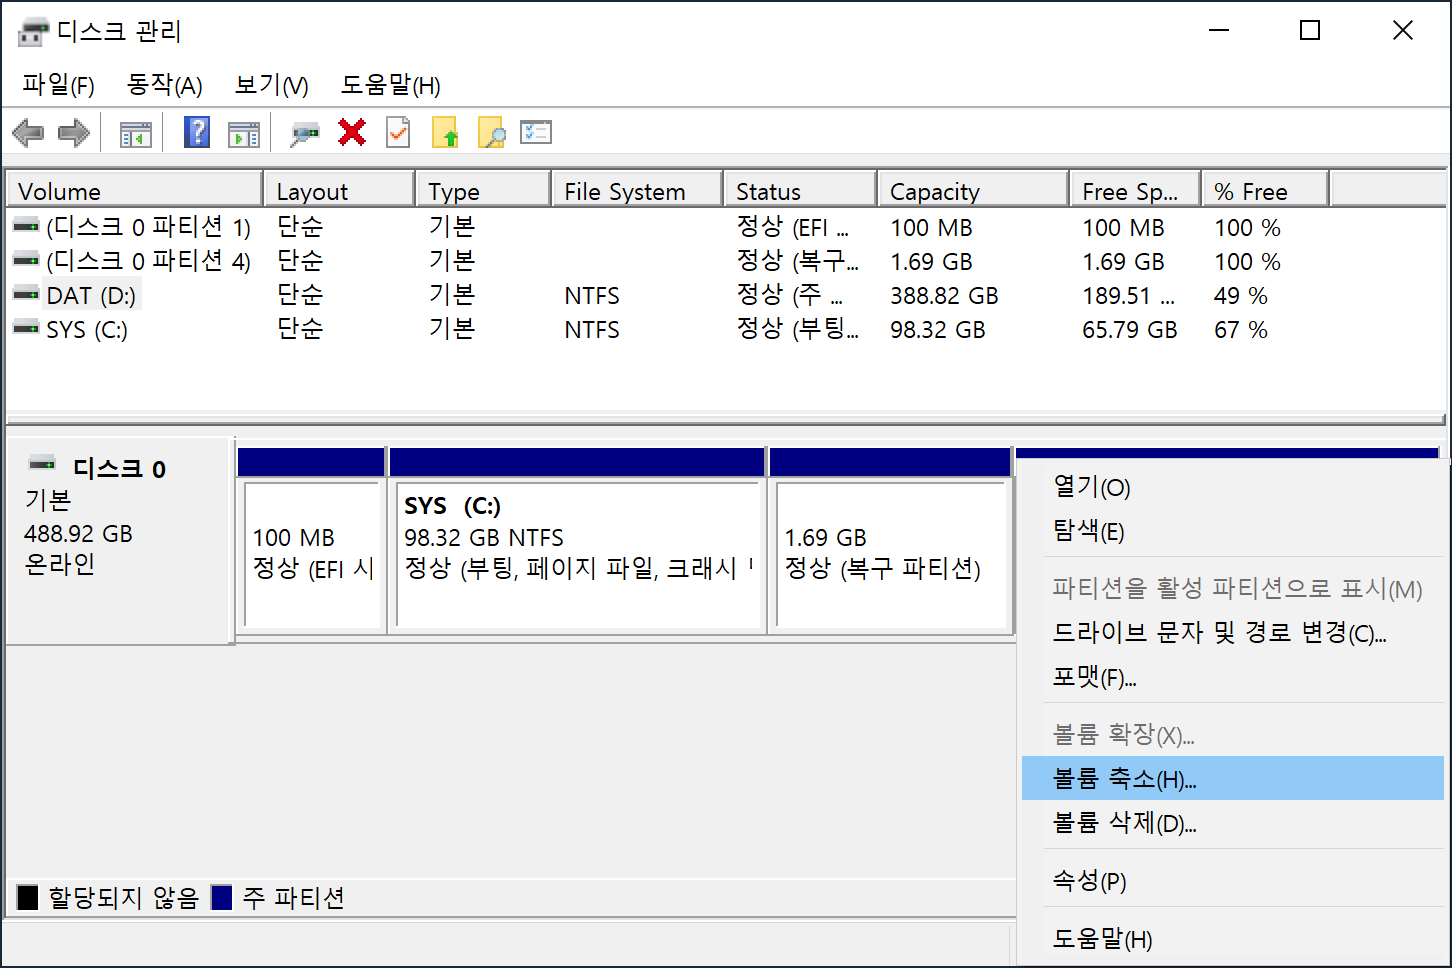 디스크 관리
파일(F) 동작(A) 보기(V) 도움말(H)
Volume Layout Type File System Status Capacity Free Sp... % Free
(디스크 0 파티션 1) 단순 기본 정상 (EFI ... 100 MB 100 MB 100 %
(디스크 0 파티션 4) 단순 기본 정상 (복구... 1.69 GB 1.69 GB 100 %
DAT (D:) 단순 기본 NTFS 정상 (주 ... 388.82 GB 189.51 ... 49 %
SYS (C:) 단순 기본 NTFS 정상 (부팅... 98.32 GB 65.79 GB 67 %
디스크 0
기본
488.92 GB
온라인
100 MB
정상 (EFI 시
SYS (C:)
98.32 GB NTFS
정상 (부팅, 페이지 파일, 크래시
1.69 GB
정상 (복구 파티션)
열기(O)
탐색(E)
파티션을 활성 파티션으로 표시(M)
드라이브 문자 및 경로 변경(C)...
포맷(F)...
볼륨 확장(X)...
볼륨 축소(H)...
볼륨 삭제(D)...
속성(P)
도움말(H)
할당되지 않음 주 파티션